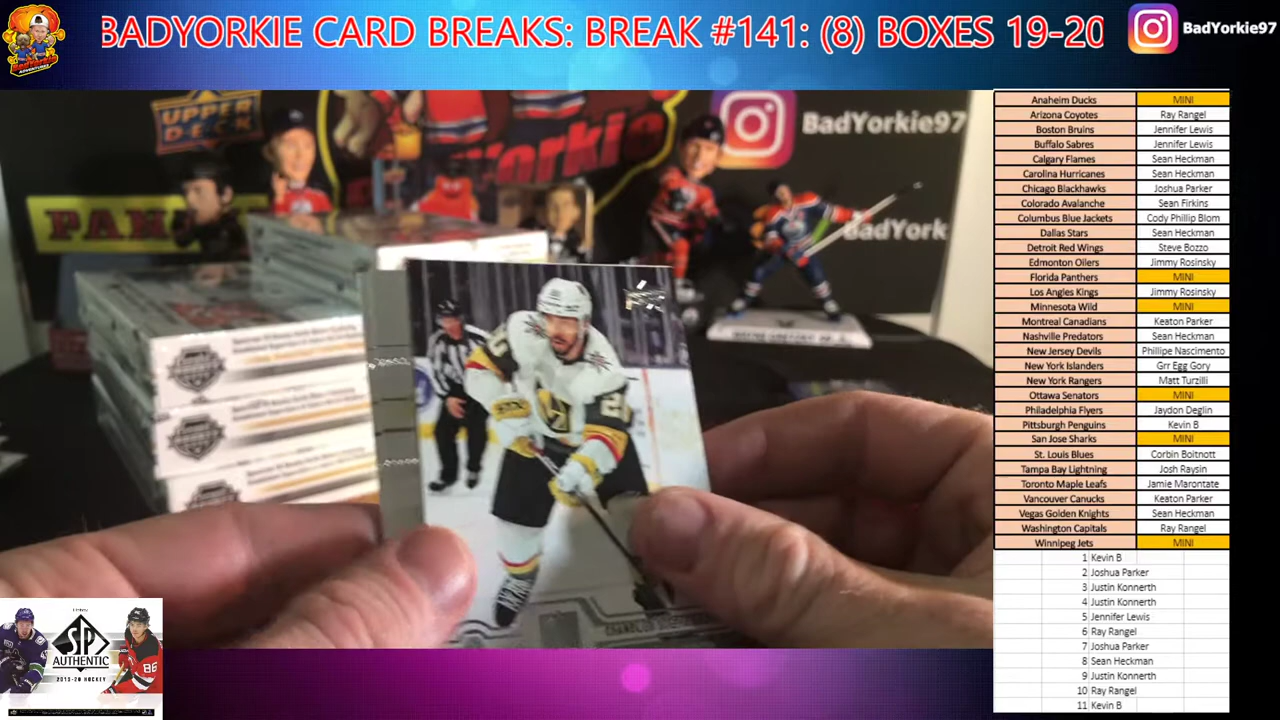 BADYORKIE CARD BREAKS: BREAK #141: (8) BOXES 19-20
BadYorkie97
UPPER DECK
BadYorkie97
BadYork
Anaheim Ducks MINI
Arizona Coyotes Ray Rangel
Boston Bruins Jennifer Lewis
Buffalo Sabres Jennifer Lewis
Calgary Flames Sean Heckman
Carolina Hurricanes Sean Heckman
Chicago Blackhawks Joshua Parker
Colorado Avalanche Sean Firkins
Columbus Blue Jackets Cody Phillip Blom
Dallas Stars Sean Heckman
Detroit Red Wings Steve Bozzo
Edmonton Oilers Jimmy Rosinsky
Florida Panthers MINI
Los Angles Kings Jimmy Rosinsky
Minnesota Wild MINI
Montreal Canadians Keaton Parker
Nashville Predators Sean Heckman
New Jersey Devils Phillipe Nascimento
New York Islanders Grr Egg Gory
New York Rangers Matt Turzilli
Ottawa Senators MINI
Philadelphia Flyers Jaydon Deglin
Pittsburgh Penguins Kevin B
San Jose Sharks MINI
St. Louis Blues Corbin Boitnott
Tampa Bay Lightning Josh Raysin
Toronto Maple Leafs Jamie Marontate
Vancouver Canucks Keaton Parker
Vegas Golden Knights Sean Heckman
Washington Capitals Ray Rangel
Winnipeg Jets MINI
1 Kevin B
2 Joshua Parker
3 Justin Konnerth
4 Justin Konnerth
5 Jennifer Lewis
6 Ray Rangel
7 Joshua Parker
8 Sean Heckman
9 Justin Konnerth
10 Ray Rangel
11 Kevin B
SP
AUTHENTIC
2019-20 HOCKEY
86